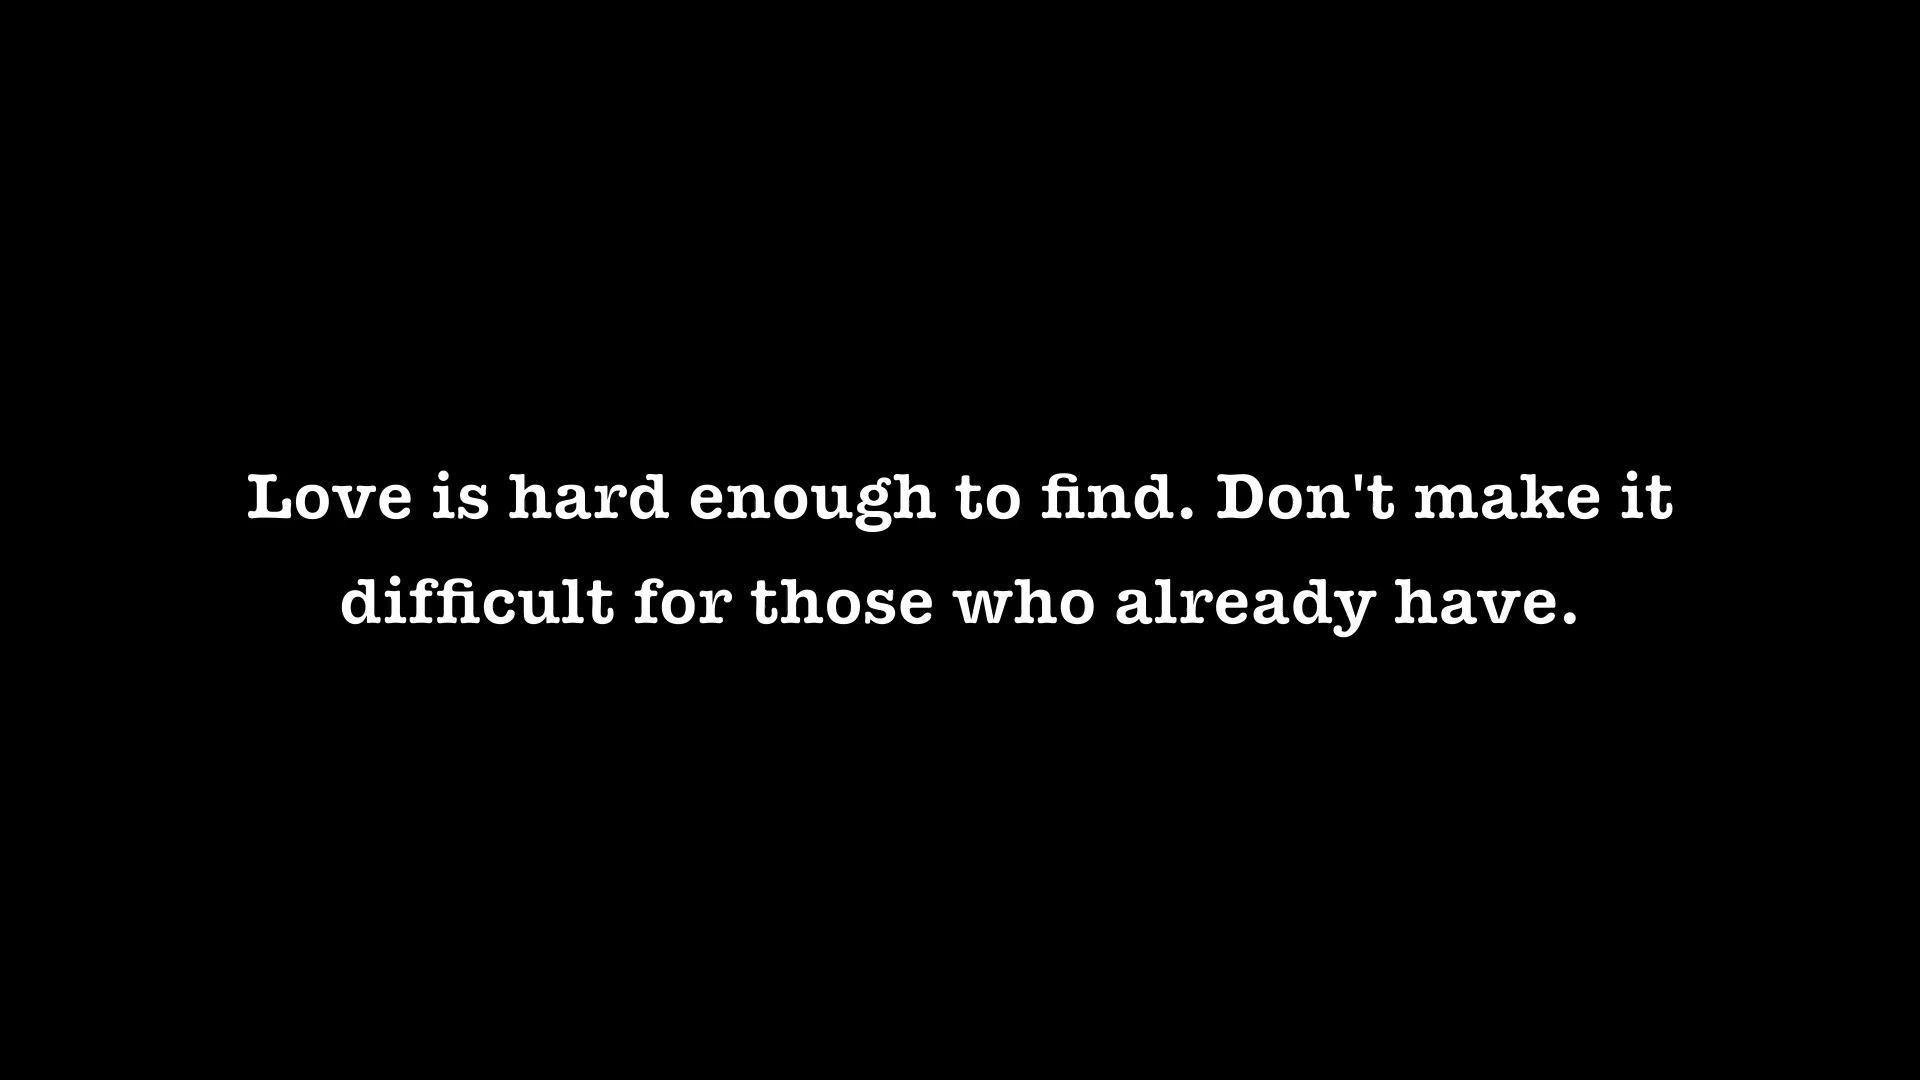 Love is hard enough to find. Don't make it
difficult for those who already have.